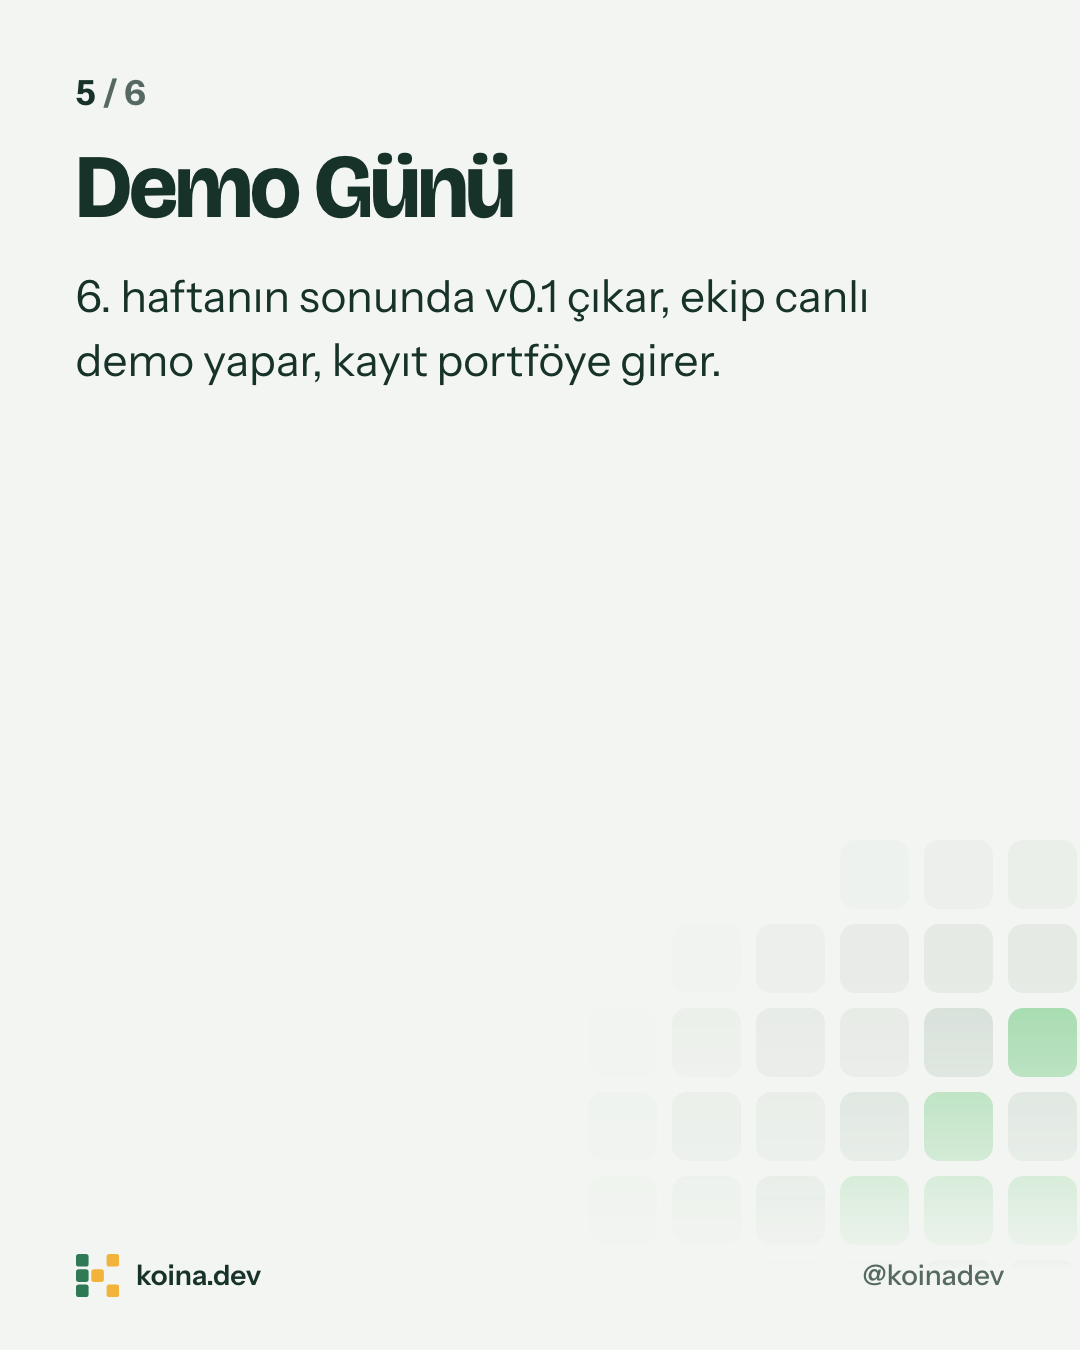 5 / 6
Demo Günü
6. haftanın sonunda v0.1 çıkar, ekip canlı
demo yapar, kayıt portföye girer.
koina.dev
@koinadev